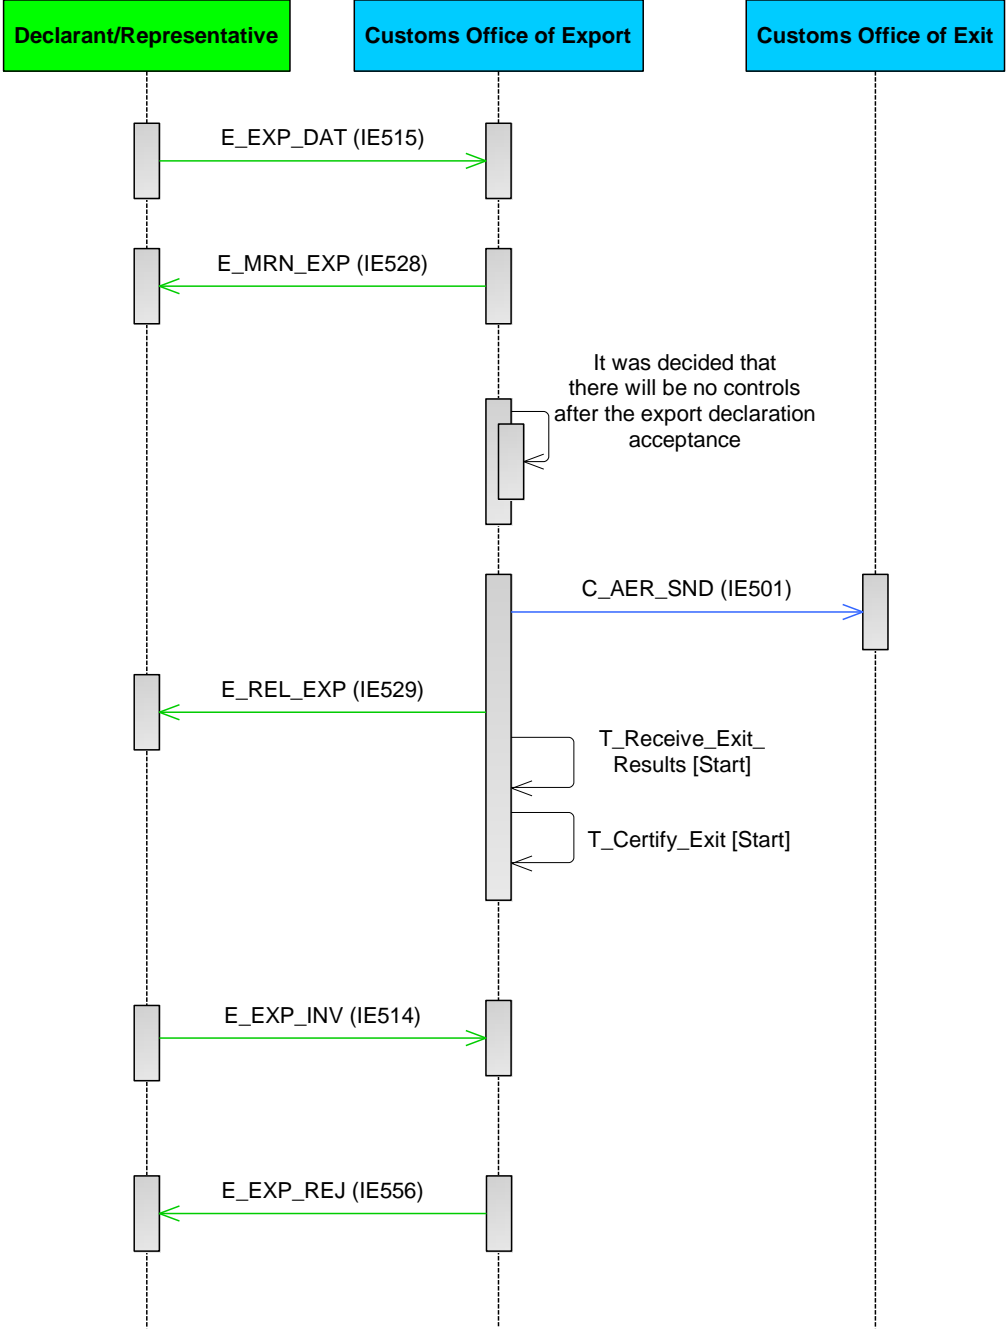 Declarant/Representative
Customs Office of Export
Customs Office of Exit
E_EXP_DAT (IE515)
E_MRN_EXP (IE528)
It was decided that
there will be no controls
after the export declaration
acceptance
C_AER_SND (IE501)
E_REL_EXP (IE529)
T_Receive_Exit_
Results [Start]
T_Certify_Exit [Start]
E_EXP_INV (IE514)
E_EXP_REJ (IE556)